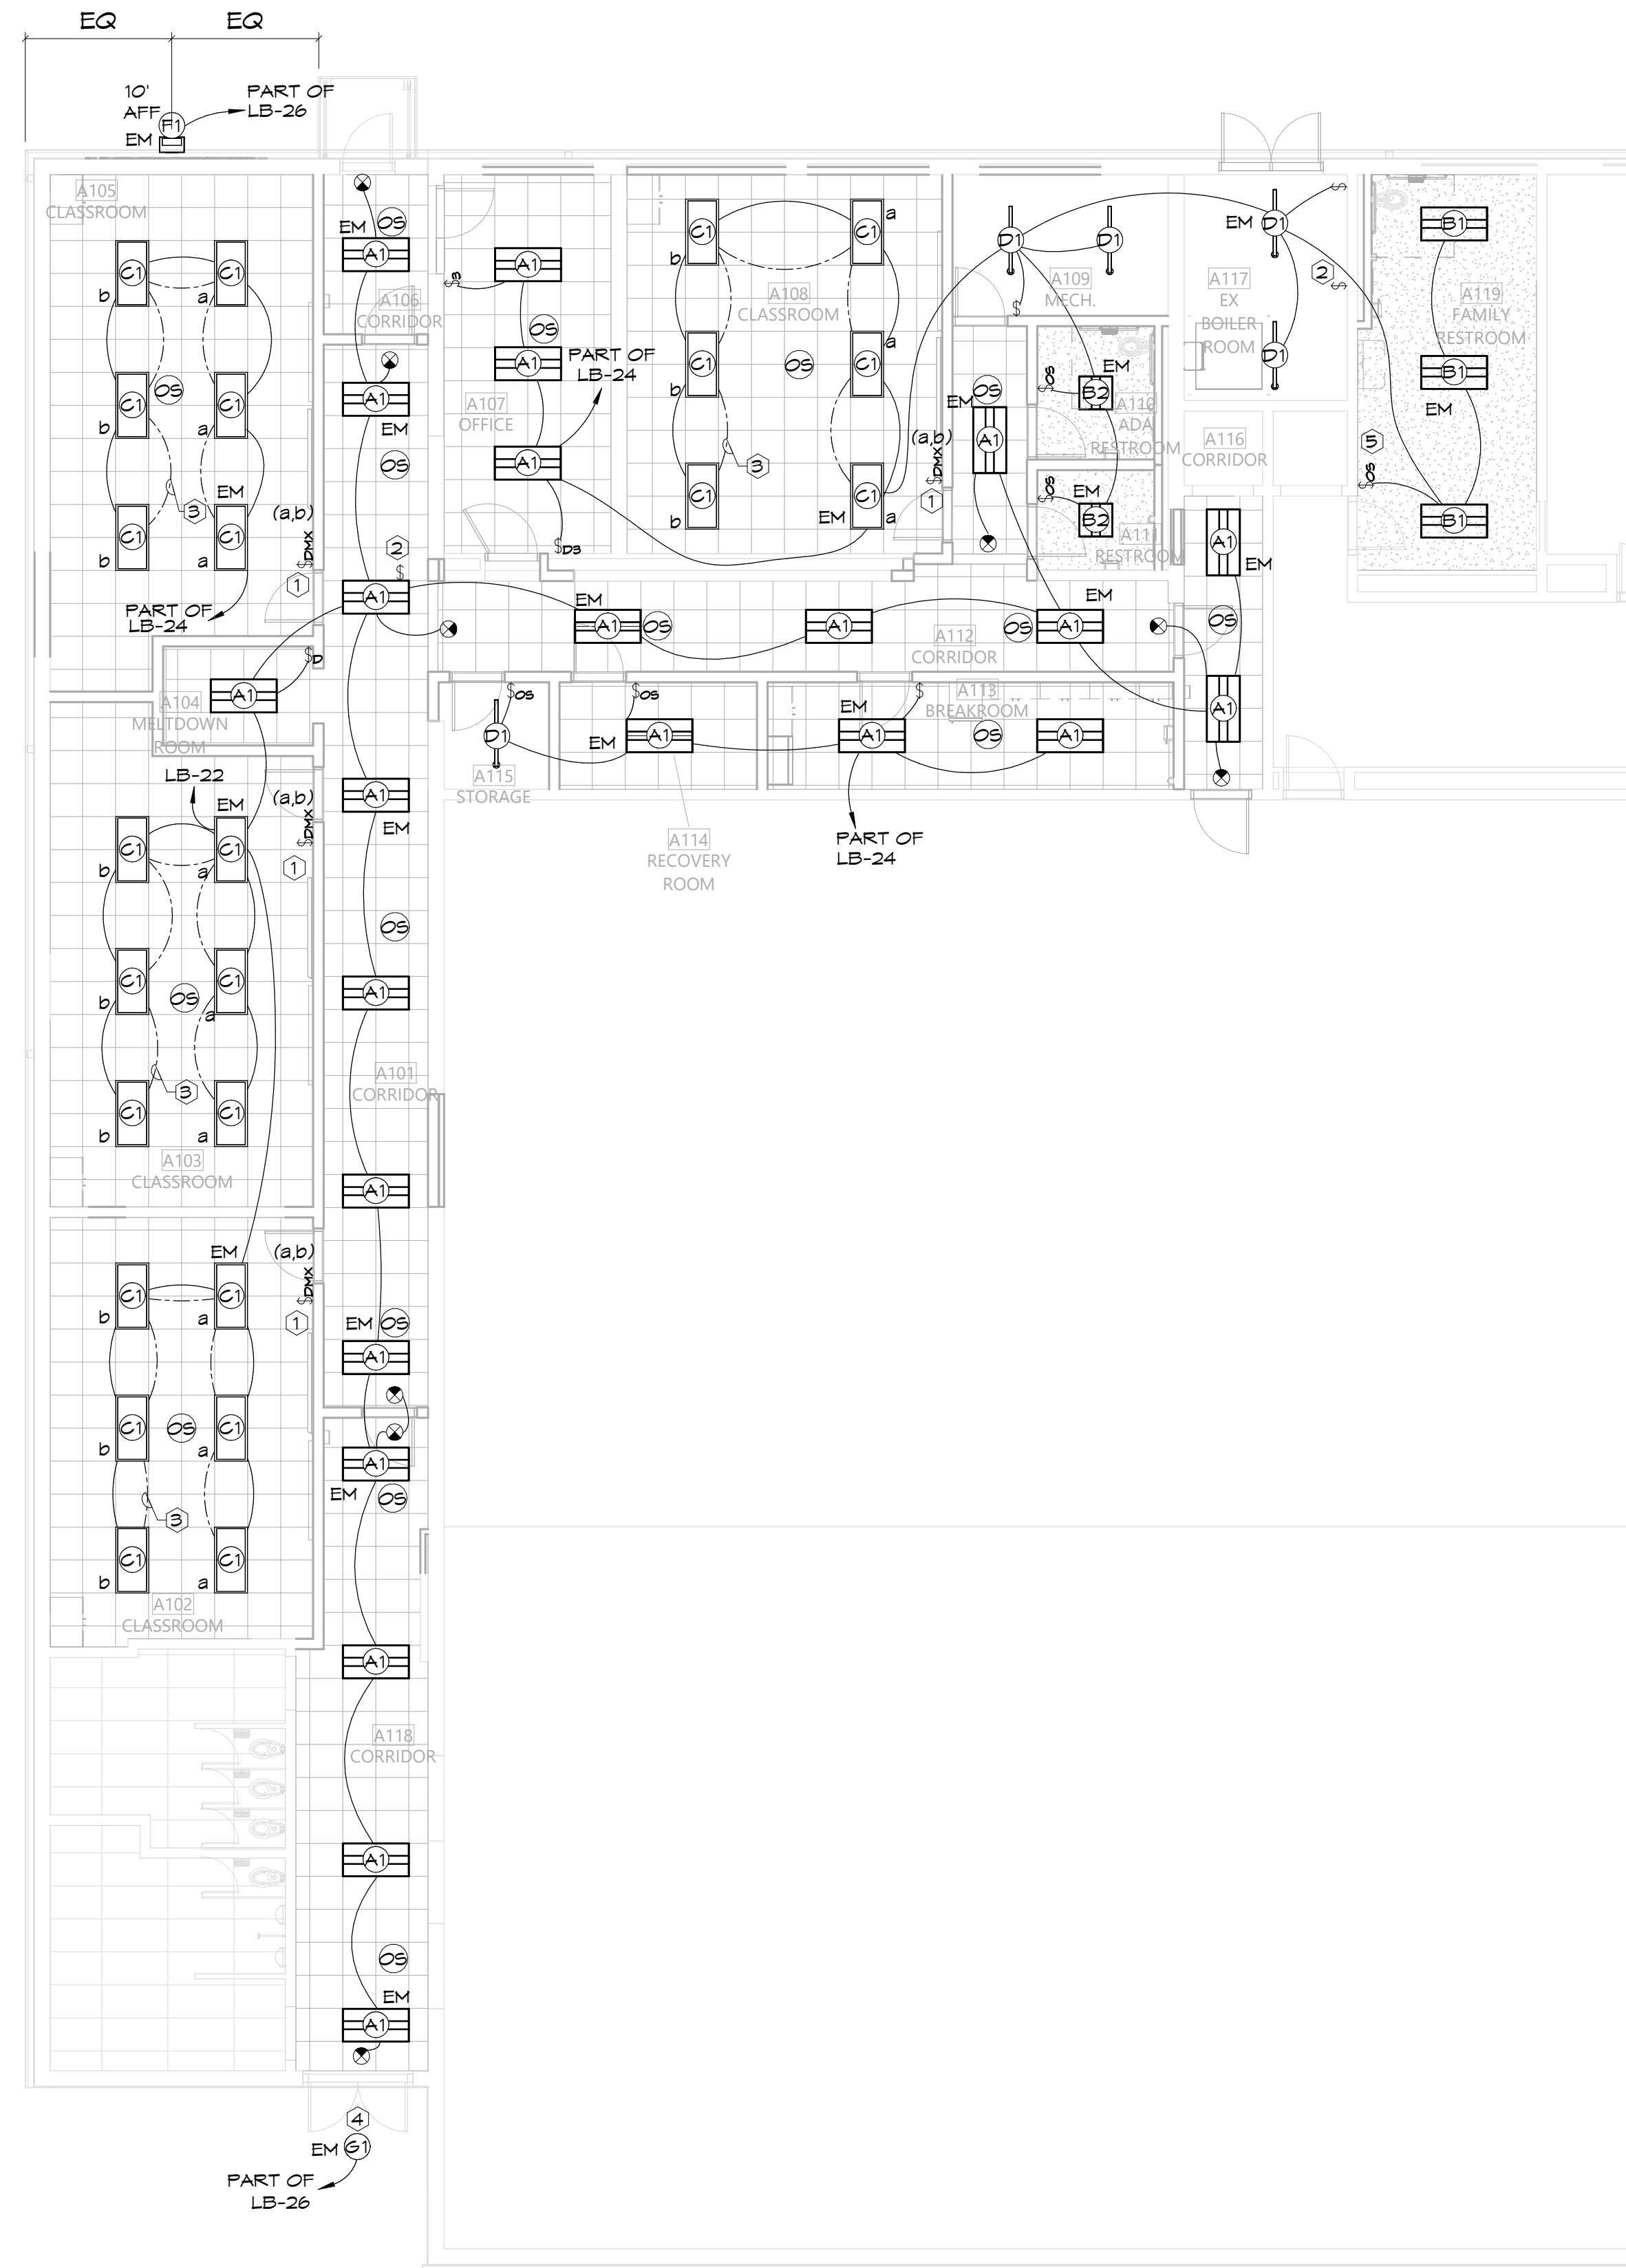 EQ
EQ
10'
AFF
EM
F1
PART OF
LB-26
A105
CLASSROOM
C1
b
C1
a
C1
b
C1
a
OS
C1
b
EM
C1
a
3
(a,b)
$DMX
1
PART OF
LB-24
EM
OS
A1
A106
CORRIDOR
A1
EM
OS
2
$
A1
$3
A1
OS
A1
PART OF
LB-24
A107
OFFICE
A1
$D3
C1
b
C1
a
A108
CLASSROOM
C1
b
OS
C1
a
C1
b
3
EM
C1
a
(a,b)
$DMX
1
D1
D1
A109
MECH.
$
OS
EM
A1
$OS
EM
B2
A110
ADA
RESTROOM
$OS
EM
B2
A111
RESTROOM
EM
D1
$
2
$
A117
EX
BOILER
ROOM
D1
A116
CORRIDOR
B1
A119
FAMILY
RESTROOM
B1
EM
5
$OS
B1
A1
EM
OS
A1
EM
A1
OS
A1
A112
CORRIDOR
OS
EM
A1
$D
A1
A104
MELTDOWN
ROOM
$OS
D1
A115
STORAGE
$OS
EM
A1
A114
RECOVERY
ROOM
EM
A1
$
A113
BREAKROOM
OS
A1
PART OF
LB-24
LB-22
EM
(a,b)
$DMX
1
C1
b
C1
a
C1
b
OS
C1
a
3
C1
b
C1
a
A103
CLASSROOM
A1
EM
OS
A1
A101
CORRIDOR
A1
EM
OS
A1
EM
(a,b)
$DMX
1
C1
b
C1
a
C1
b
OS
C1
a
3
C1
b
C1
a
A102
CLASSROOM
A1
EM
OS
A1
A118
CORRIDOR
A1
OS
EM
A1
4
EM
G1
PART OF
LB-26